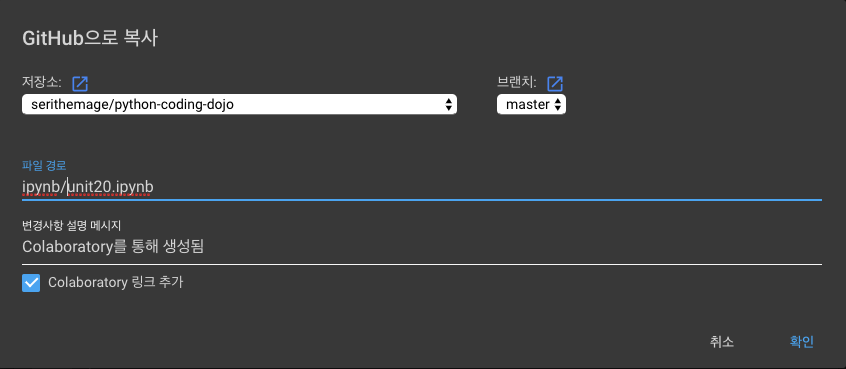 GitHub으로 복사
저장소: 브랜치:
serithemage/python-coding-dojo master
파일 경로
ipynb/unit20.ipynb
변경사항 설명 메시지
Colaboratory를 통해 생성됨
Colaboratory 링크 추가
취소 확인